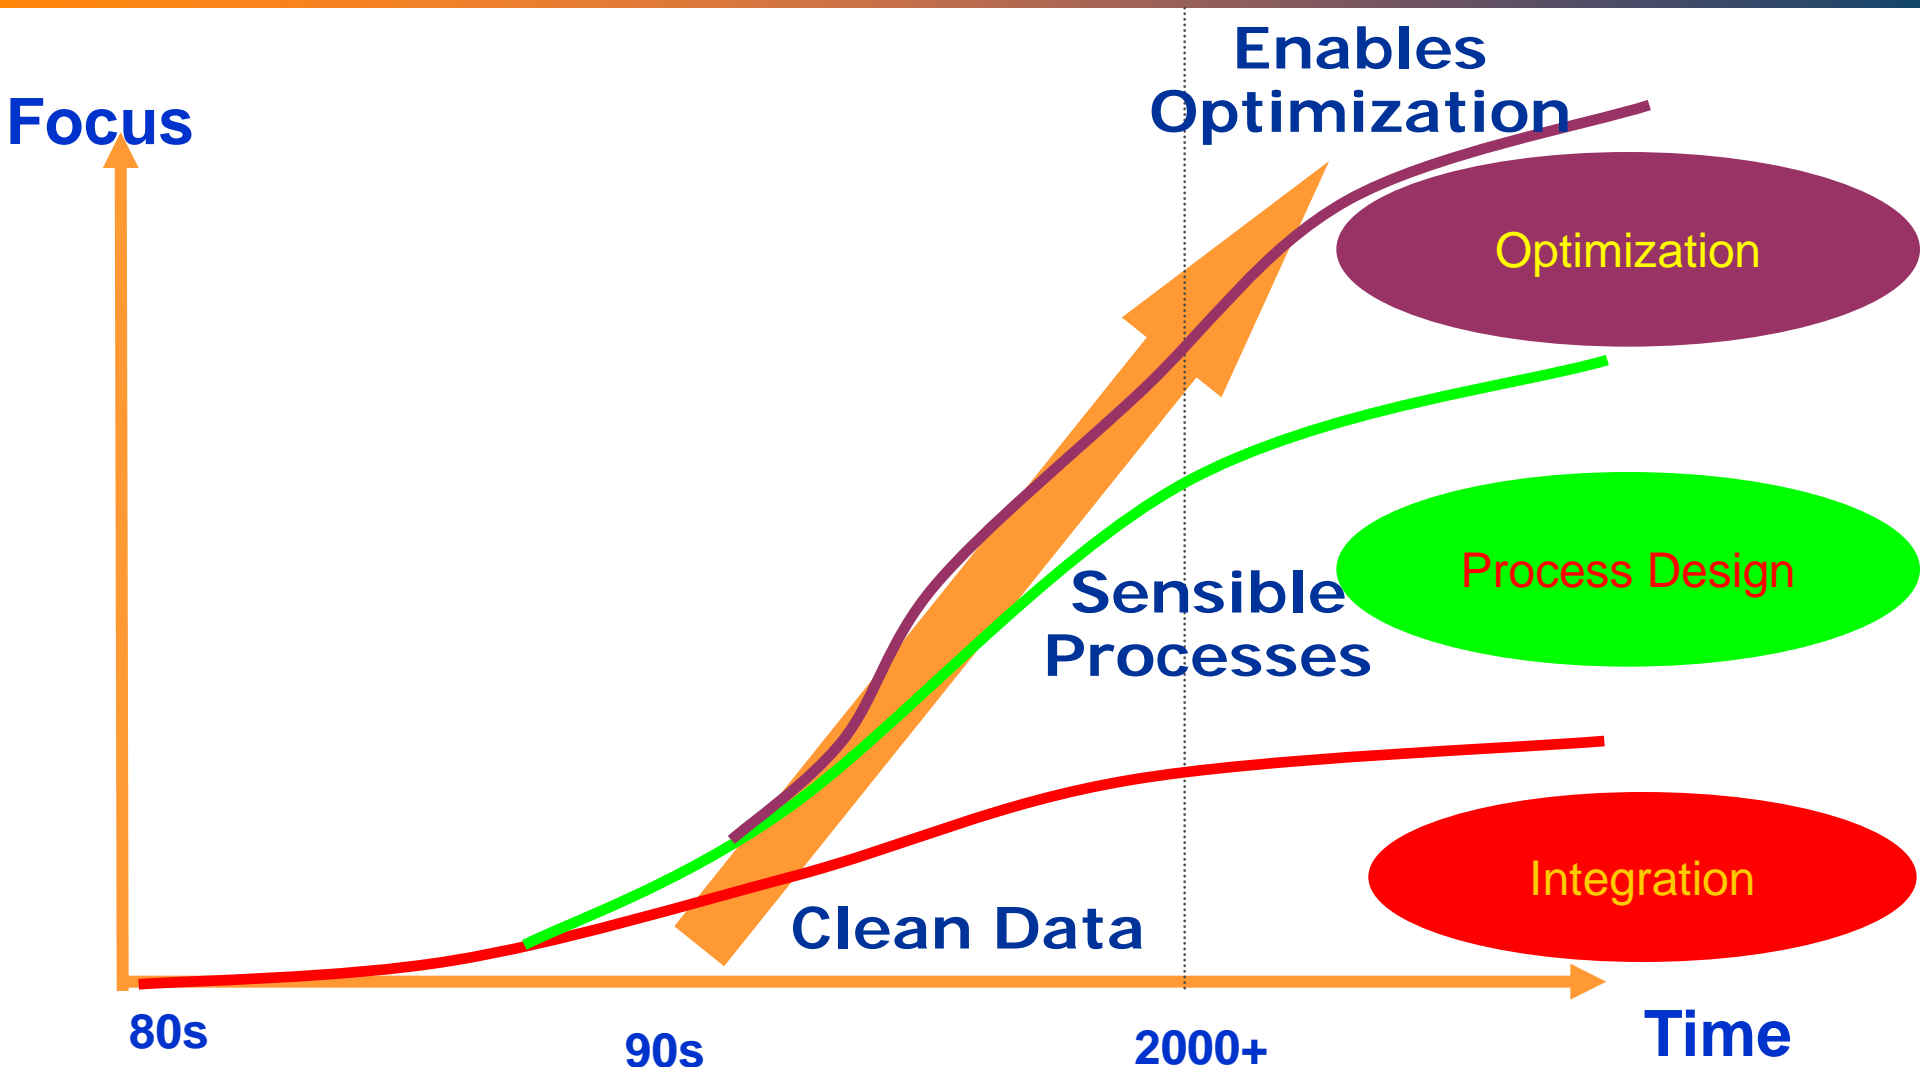 Enables
Optimization
Focus
Optimization
Sensible
Processes
Process Design
Clean Data
Integration
80s
90s
2000+
Time